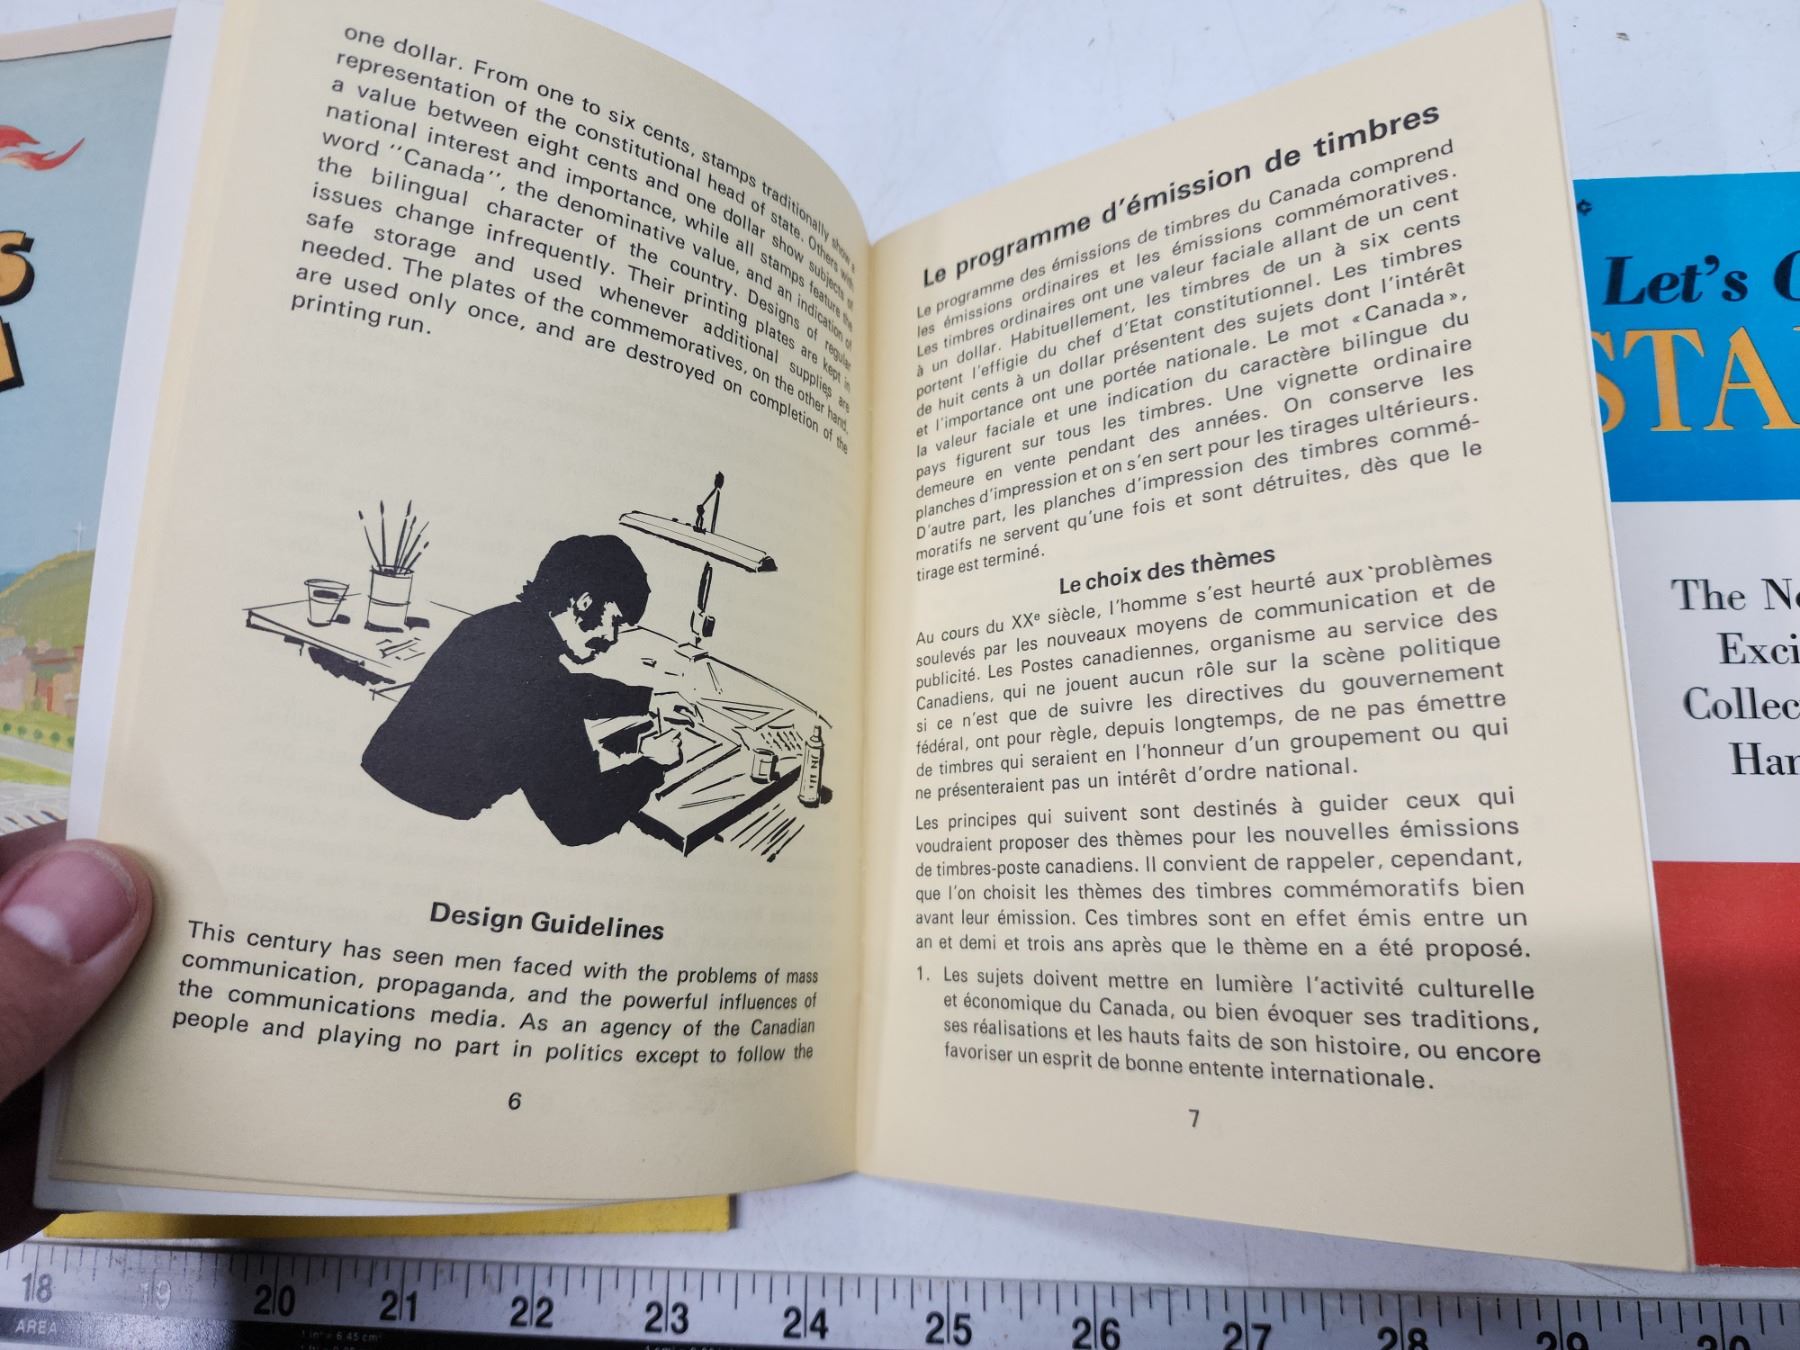 one dollar. From one to six cents, stamps traditionally show a
representation of the constitutional head of state. Others with
a value between eight cents and one dollar show subjects of
national interest and importance, while all stamps feature the
word ''Canada'', the denominative value, and an indication of
the bilingual character of the country. Designs of regular
issues change infrequently. Their printing plates are kept in
safe storage and used whenever additional supplies are
needed. The plates of the commemoratives, on the other hand,
are used only once, and are destroyed on completion of the
printing run.
Design Guidelines
This century has seen men faced with the problems of mass
communication, propaganda, and the powerful influences of
the communications media. As an agency of the Canadian
people and playing no part in politics except to follow the
6
Le programme d'émission de timbres
Le programme des émissions de timbres du Canada comprend
les émissions ordinaires et les émissions commémoratives.
Les timbres ordinaires ont une valeur faciale allant de un cent
à un dollar. Habituellement, les timbres de un à six cents
portent l'effigie du chef d'Etat constitutionnel. Les timbres
de huit cents à un dollar présentent des sujets dont l'intérêt
et l'importance ont une portée nationale. Le mot «Canada»,
la valeur faciale et une indication du caractère bilingue du
pays figurent sur tous les timbres. Une vignette ordinaire
demeure en vente pendant des années. On conserve les
planches d'impression et on s'en sert pour les tirages ultérieurs.
D'autre part, les planches d'impression des timbres commé-
moratifs ne servent qu'une fois et sont détruites, dès que le
tirage est terminé.
Le choix des thèmes
Au cours du XXe siècle, l'homme s'est heurté aux problèmes
soulevés par les nouveaux moyens de communication et de
publicité. Les Postes canadiennes, organisme au service des
Canadiens, qui ne jouent aucun rôle sur la scène politique
si ce n'est que de suivre les directives du gouvernement
fédéral, ont pour règle, depuis longtemps, de ne pas émettre
de timbres qui seraient en l'honneur d'un groupement ou qui
ne présenteraient pas un intérêt d'ordre national.
Les principes qui suivent sont destinés à guider ceux qui
voudraient proposer des thèmes pour les nouvelles émissions
de timbres-poste canadiens. Il convient de rappeler, cependant,
que l'on choisit les thèmes des timbres commémoratifs bien
avant leur émission. Ces timbres sont en effet émis entre un
an et demi et trois ans après que le thème en a été proposé.
1. Les sujets doivent mettre en lumière l'activité culturelle
et économique du Canada, ou bien évoquer ses traditions,
ses réalisations et les hauts faits de son histoire, ou encore
favoriser un esprit de bonne entente internationale.
7
Let's
STA
The
Exci
Collec
Har
18 19 20 21 22 23 24 25 26 27 28 29 30
AREA